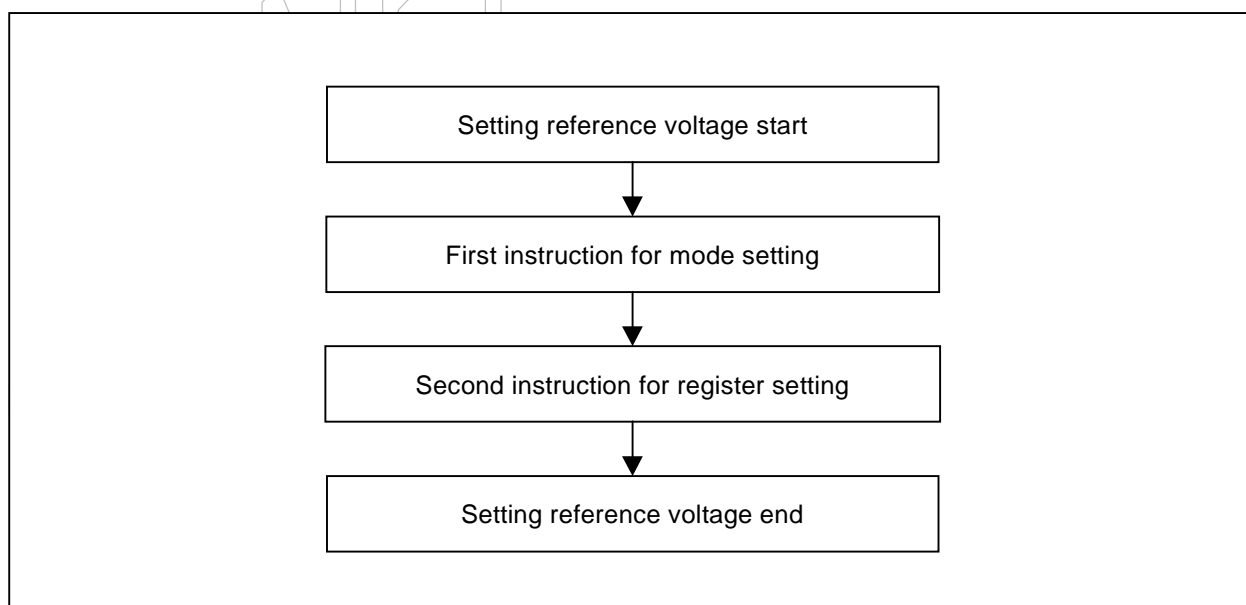 Setting reference voltage start
First instruction for mode setting
Second instruction for register setting
Setting reference voltage end